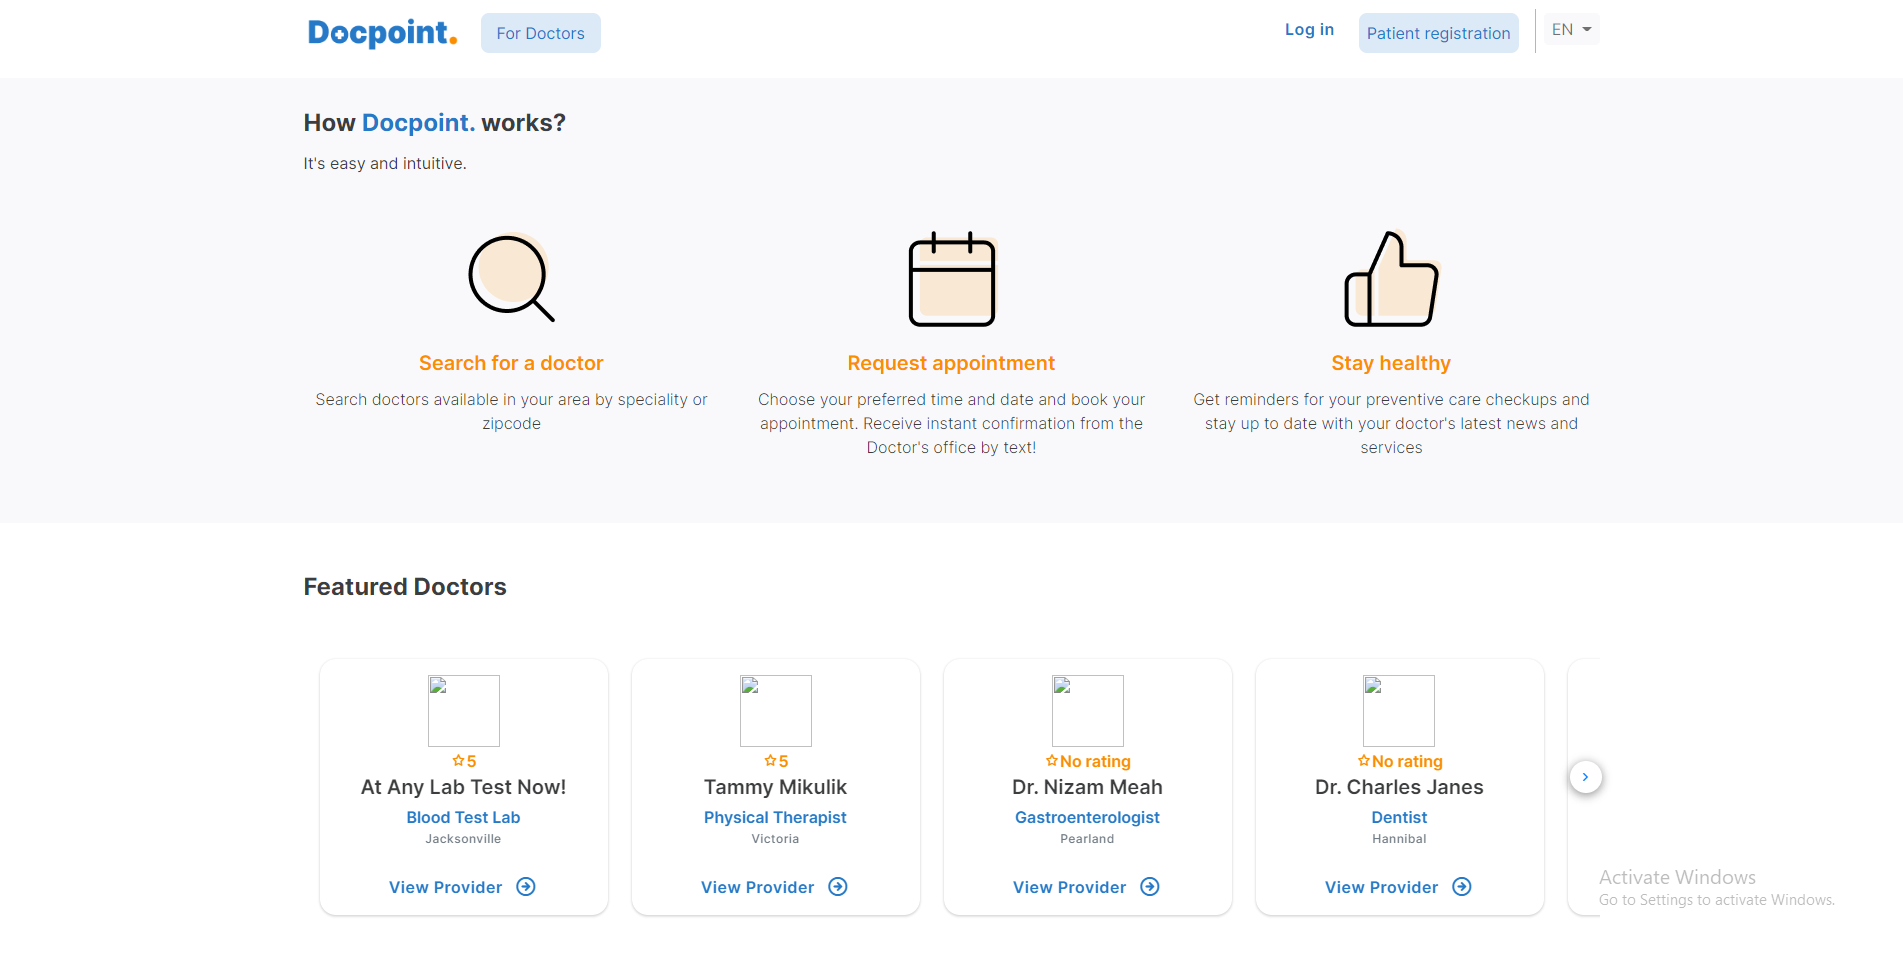 Docpoint.
For Doctors
Log in
Patient registration
EN
How Docpoint. works?
It's easy and intuitive.
Search for a doctor
Search doctors available in your area by speciality or
zipcode
Request appointment
Choose your preferred time and date and book your
appointment. Receive instant confirmation from the
Doctor's office by text!
Stay healthy
Get reminders for your preventive care checkups and
stay up to date with your doctor's latest news and
services
Featured Doctors
5
At Any Lab Test Now!
Blood Test Lab
Jacksonville
View Provider
5
Tammy Mikulik
Physical Therapist
Victoria
View Provider
No rating
Dr. Nizam Meah
Gastroenterologist
Pearland
View Provider
No rating
Dr. Charles Janes
Dentist
Hannibal
View Provider
Activate Windows
Go to Settings to activate Windows.